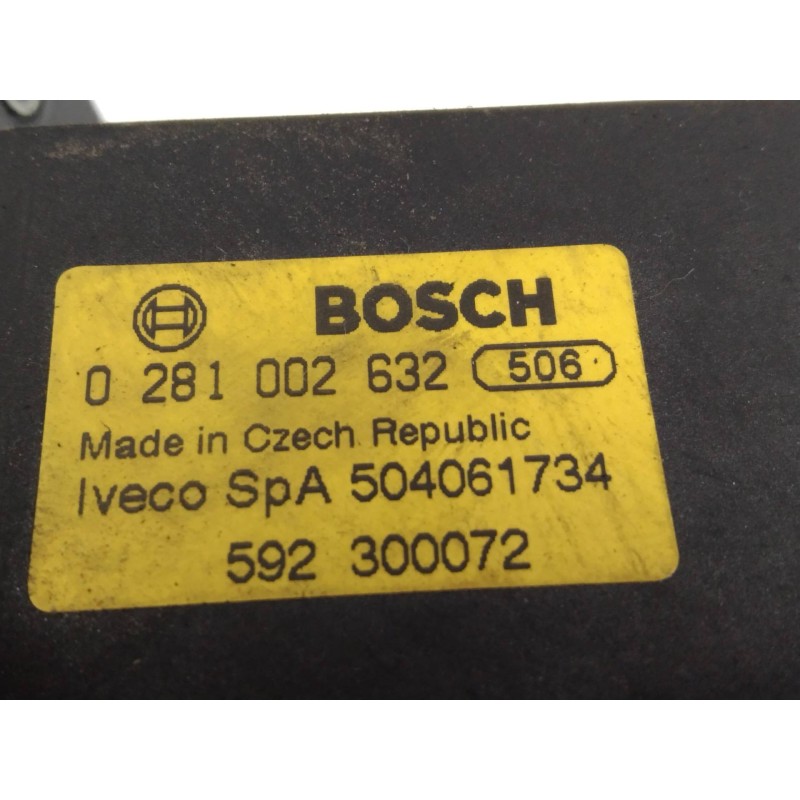 BOSCH
0 281 002 632 506
Made in Czech Republic
Iveco SpA 504061734
592 300072